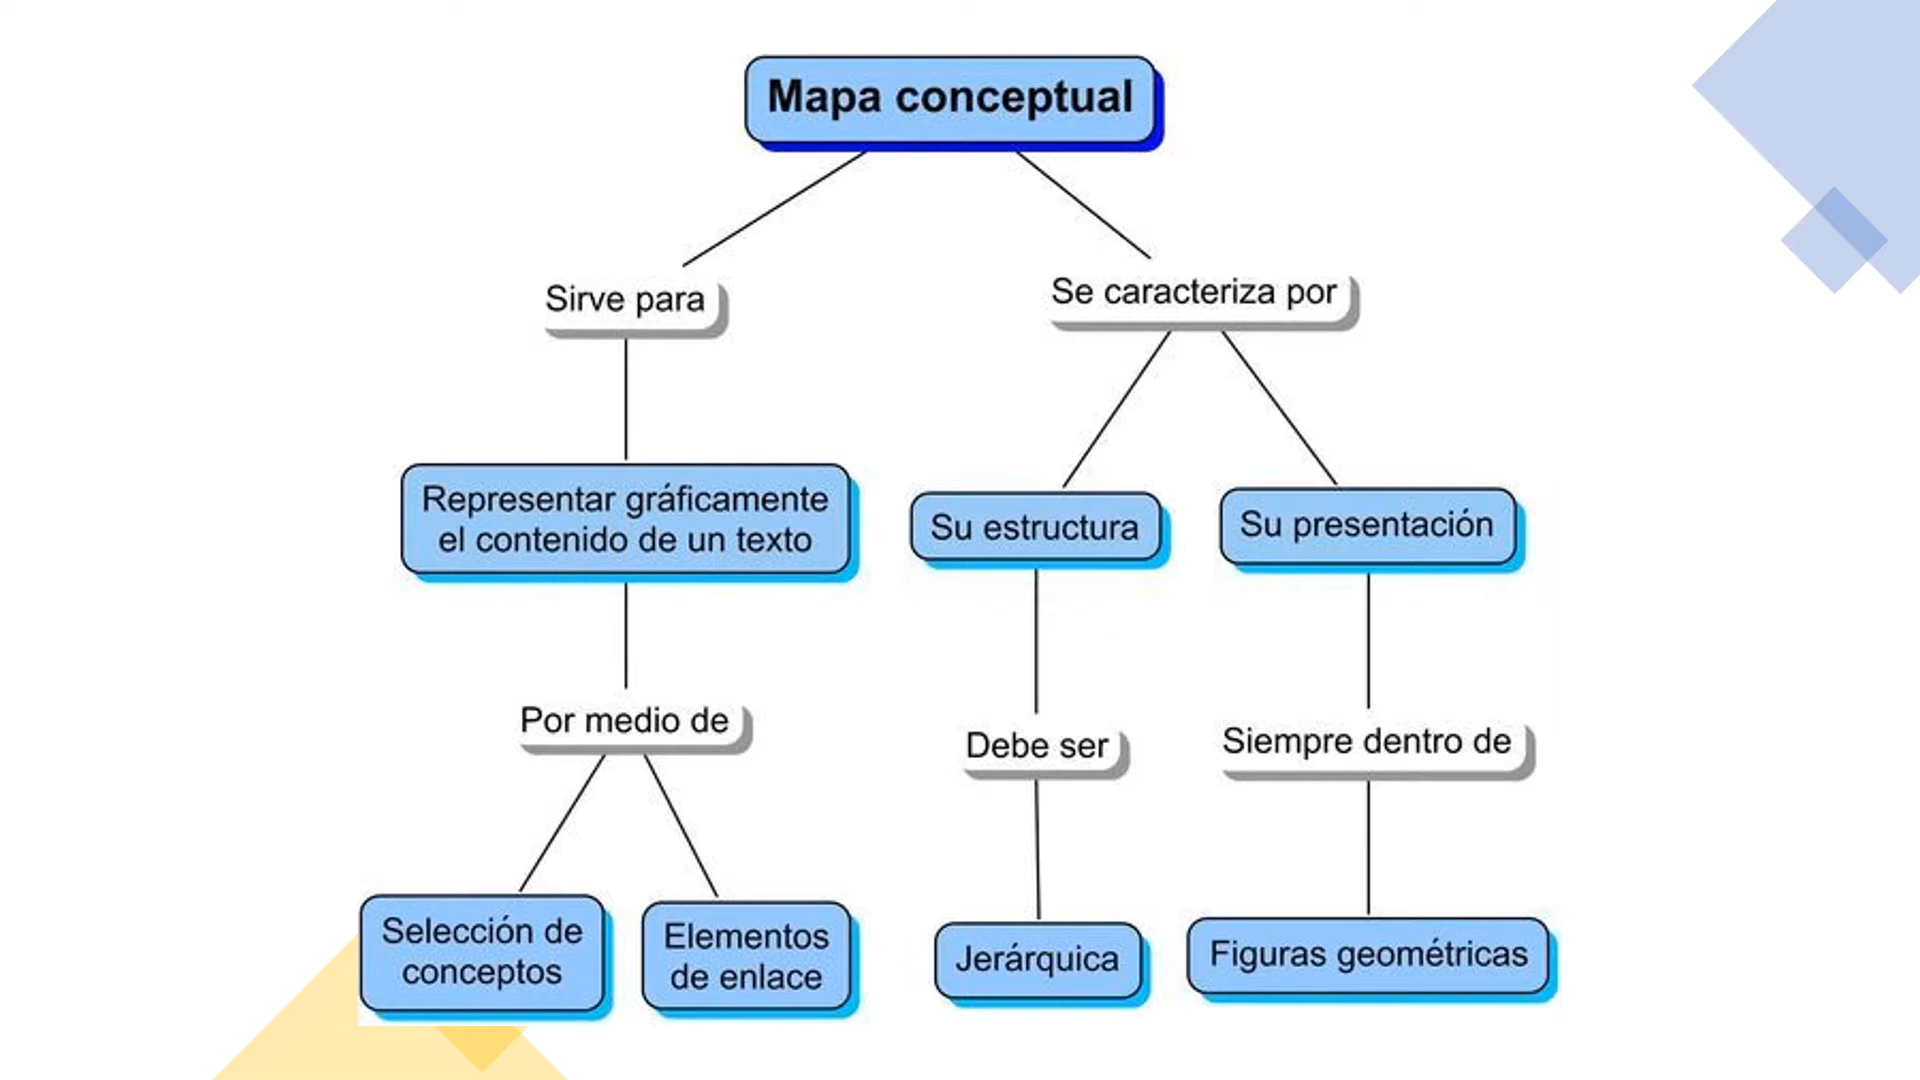 Mapa conceptual
Sirve para
Se caracteriza por
Representar gráficamente
el contenido de un texto
Su estructura
Su presentación
Por medio de
Debe ser
Siempre dentro de
Selección de
conceptos
Elementos
de enlace
Jerárquica
Figuras geométricas